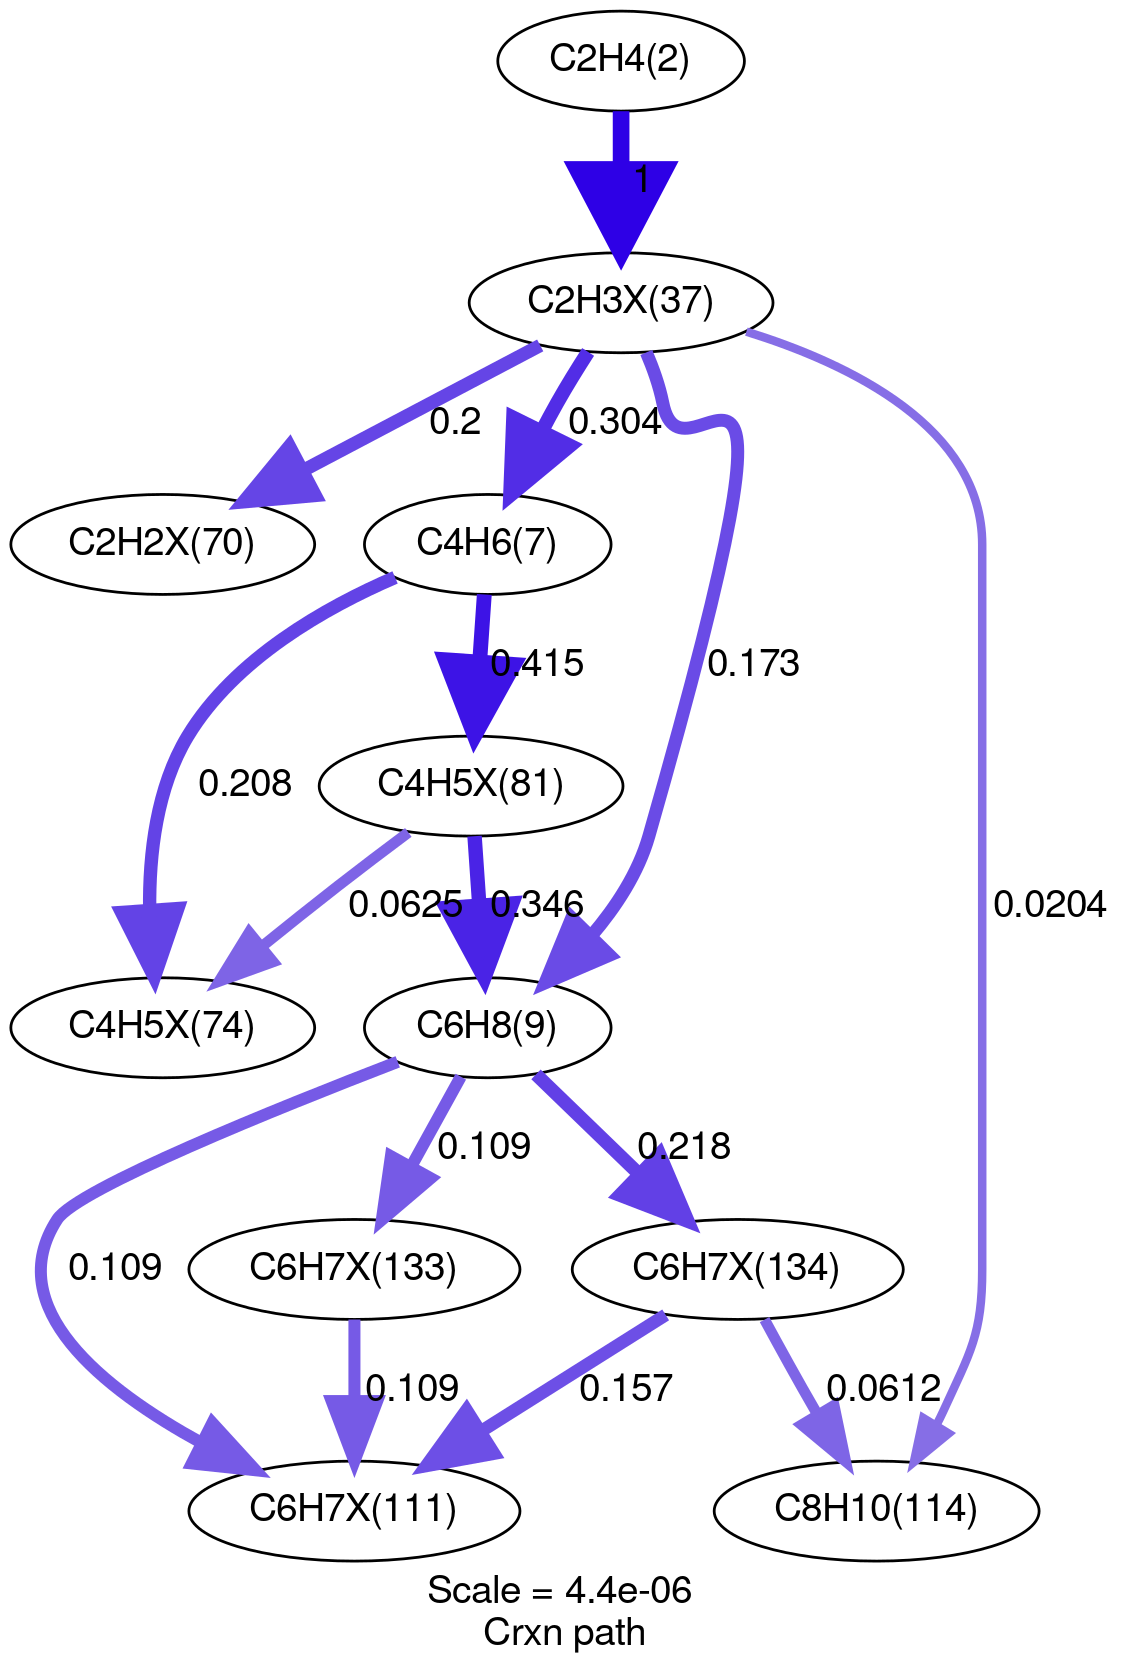 C2H4(2)
1
C2H3X(37)
0.2
0.304
C2H2X(70)
C4H6(7)
0.415
0.173
0.208
C4H5X(81)
0.0625
0.346
0.0204
C4H5X(74)
C6H8(9)
0.109
0.218
0.109
C6H7X(133)
C6H7X(134)
0.109
0.157
0.0612
C6H7X(111)
C8H10(114)
Scale = 4.4e-06
Crxn path